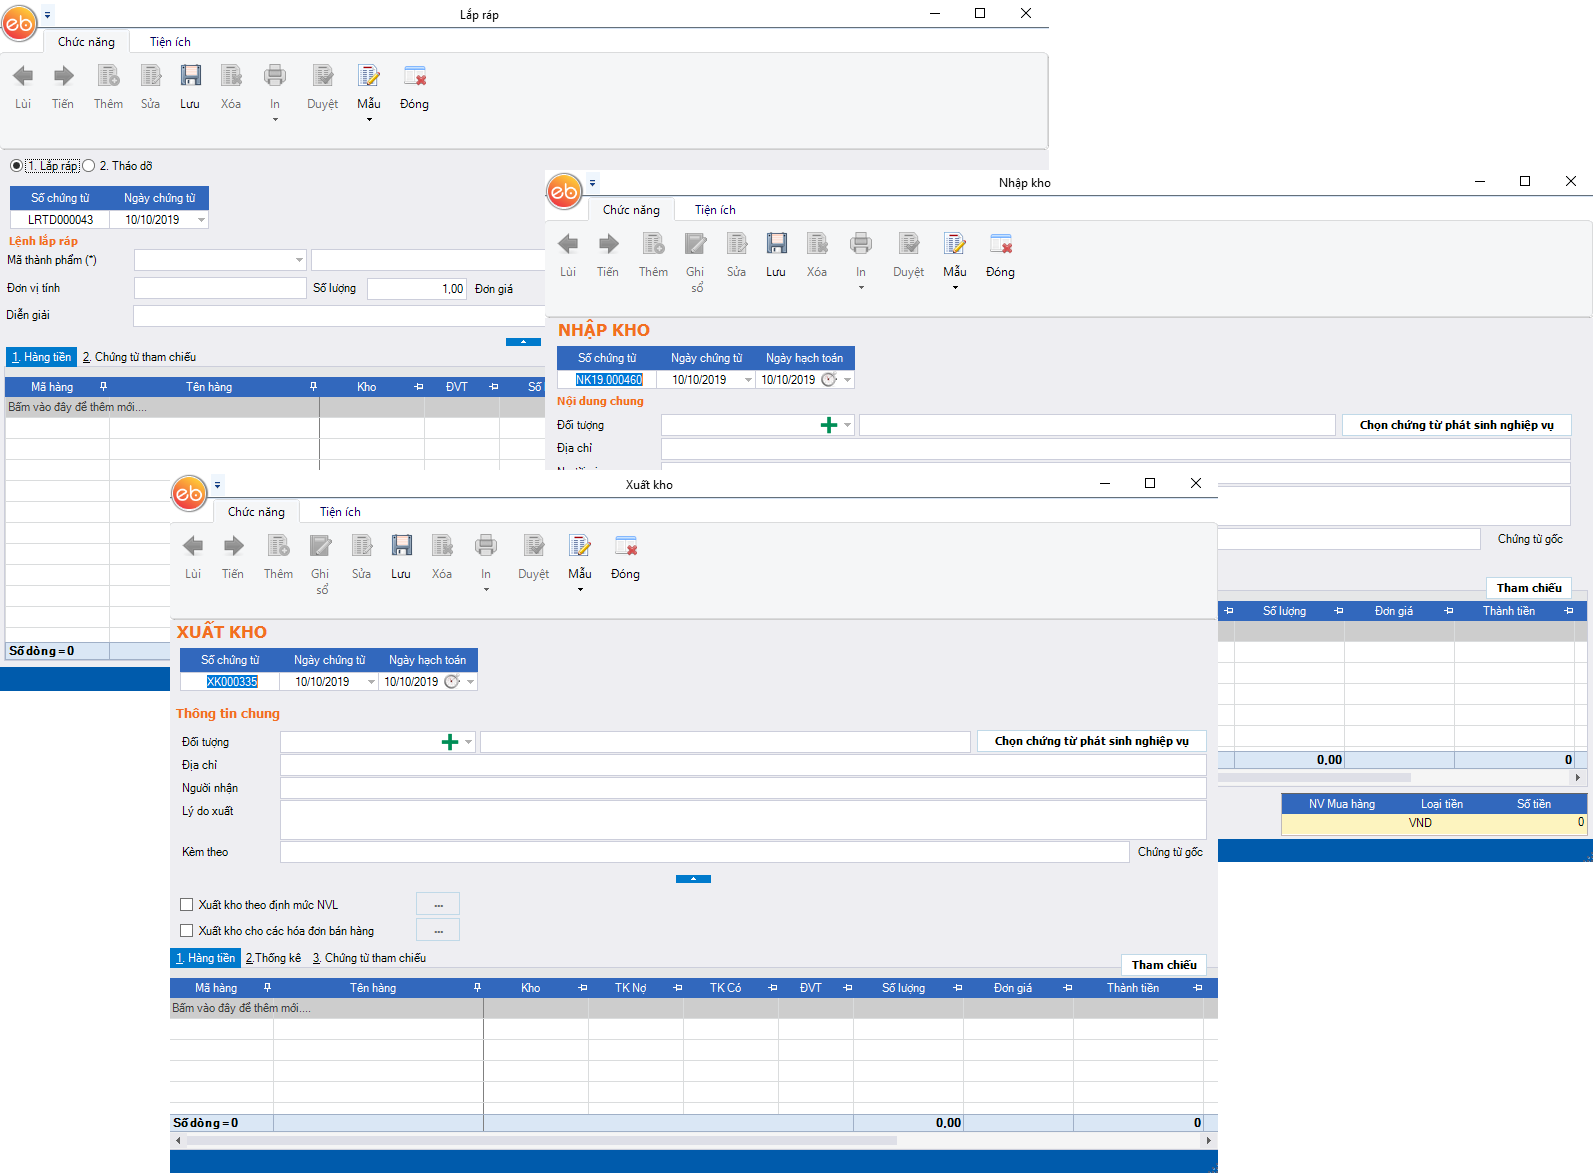 eb
Lắp ráp
Chức năng Tiện ích
Lùi Tiến Thêm Sửa Lưu Xóa In Duyệt Mẫu Đóng
1. Lắp ráp 2. Tháo dỡ
Số chứng từ Ngày chứng từ
LRTD000043 10/10/2019
Lệnh lắp ráp
Mã thành phẩm (*)
Đơn vị tính Số lượng 1,00 Đơn giá
Diễn giải
1. Hàng tiền 2. Chứng từ tham chiếu
Mã hàng Tên hàng Kho ĐVT Số
Bấm vào đây để thêm mới....
Số dòng = 0
eb
Nhập kho
Chức năng Tiện ích
Lùi Tiến Thêm Ghi sổ Sửa Lưu Xóa In Duyệt Mẫu Đóng
NHẬP KHO
Số chứng từ Ngày chứng từ Ngày hạch toán
NK19.000460 10/10/2019 10/10/2019
Nội dung chung
Đối tượng Chọn chứng từ phát sinh nghiệp vụ
Địa chỉ
Chứng từ gốc
Tham chiếu
Số lượng Đơn giá Thành tiền
0,00 0
NV Mua hàng Loại tiền Số tiền
VND 0
eb
Xuất kho
Chức năng Tiện ích
Lùi Tiến Thêm Ghi sổ Sửa Lưu Xóa In Duyệt Mẫu Đóng
XUẤT KHO
Số chứng từ Ngày chứng từ Ngày hạch toán
XK000335 10/10/2019 10/10/2019
Thông tin chung
Đối tượng Chọn chứng từ phát sinh nghiệp vụ
Địa chỉ
Người nhận
Lý do xuất
Kèm theo Chứng từ gốc
Xuất kho theo định mức NVL ...
Xuất kho cho các hóa đơn bán hàng ...
1. Hàng tiền 2.Thống kê 3. Chứng từ tham chiếu
Tham chiếu
Mã hàng Tên hàng Kho TK Nợ TK Có ĐVT Số lượng Đơn giá Thành tiền
Bấm vào đây để thêm mới....
Số dòng = 0 0,00 0